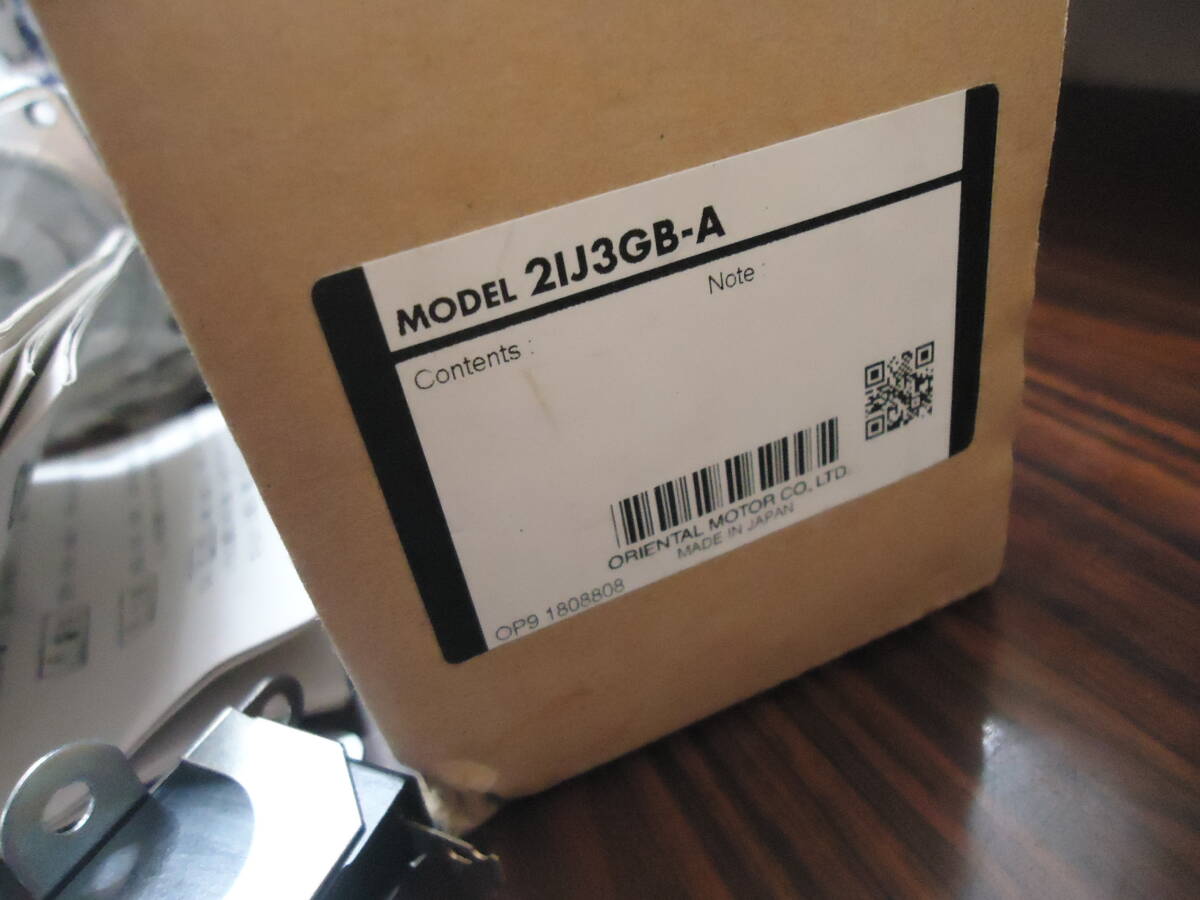 MODEL 2IJ3GB-A
Note :
Contents :
ORIENTAL MOTOR CO., LTD.
MADE IN JAPAN
OP9 1808808